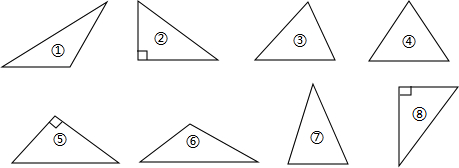 ① ② ③ ④
⑤ ⑥ ⑦ ⑧